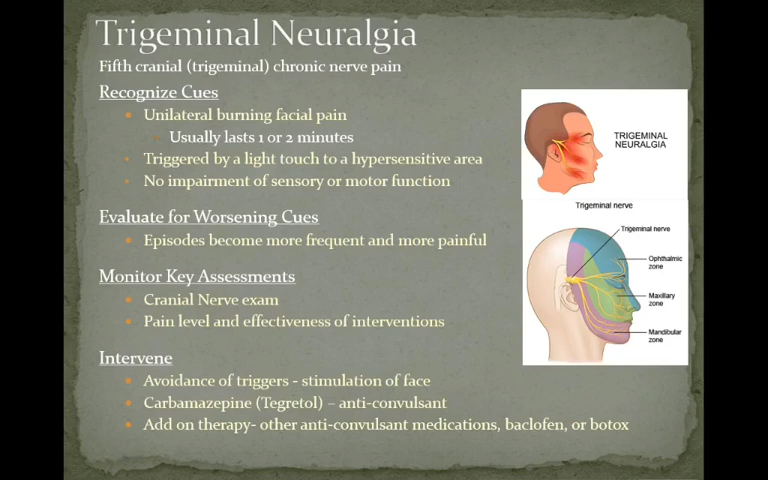 Trigeminal Neuralgia
Fifth cranial (trigeminal) chronic nerve pain
Recognize Cues
Unilateral burning facial pain
Usually lasts 1 or 2 minutes
Triggered by a light touch to a hypersensitive area
No impairment of sensory or motor function
Evaluate for Worsening Cues
Episodes become more frequent and more painful
Monitor Key Assessments
Cranial Nerve exam
Pain level and effectiveness of interventions
Intervene
Avoidance of triggers - stimulation of face
Carbamazepine (Tegretol) – anti-convulsant
Add on therapy- other anti-convulsant medications, baclofen, or botox
TRIGEMINAL
NEURALGIA
Trigeminal nerve
Trigeminal nerve
Ophthalmic
zone
Maxillary
zone
Mandibular
zone